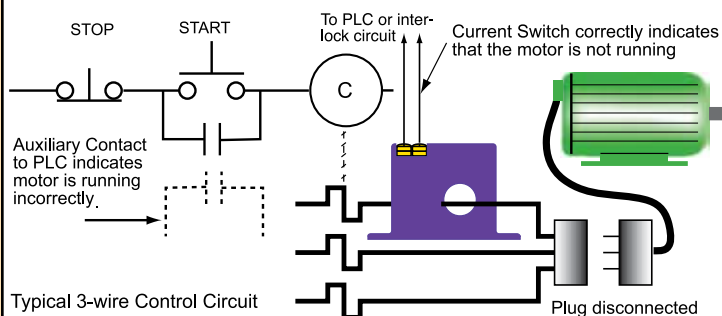 STOP
START
To PLC or inter-
lock circuit
Current Switch correctly indicates
that the motor is not running
C
Auxiliary Contact
to PLC indicates
motor is running
incorrectly.
Typical 3-wire Control Circuit
Plug disconnected